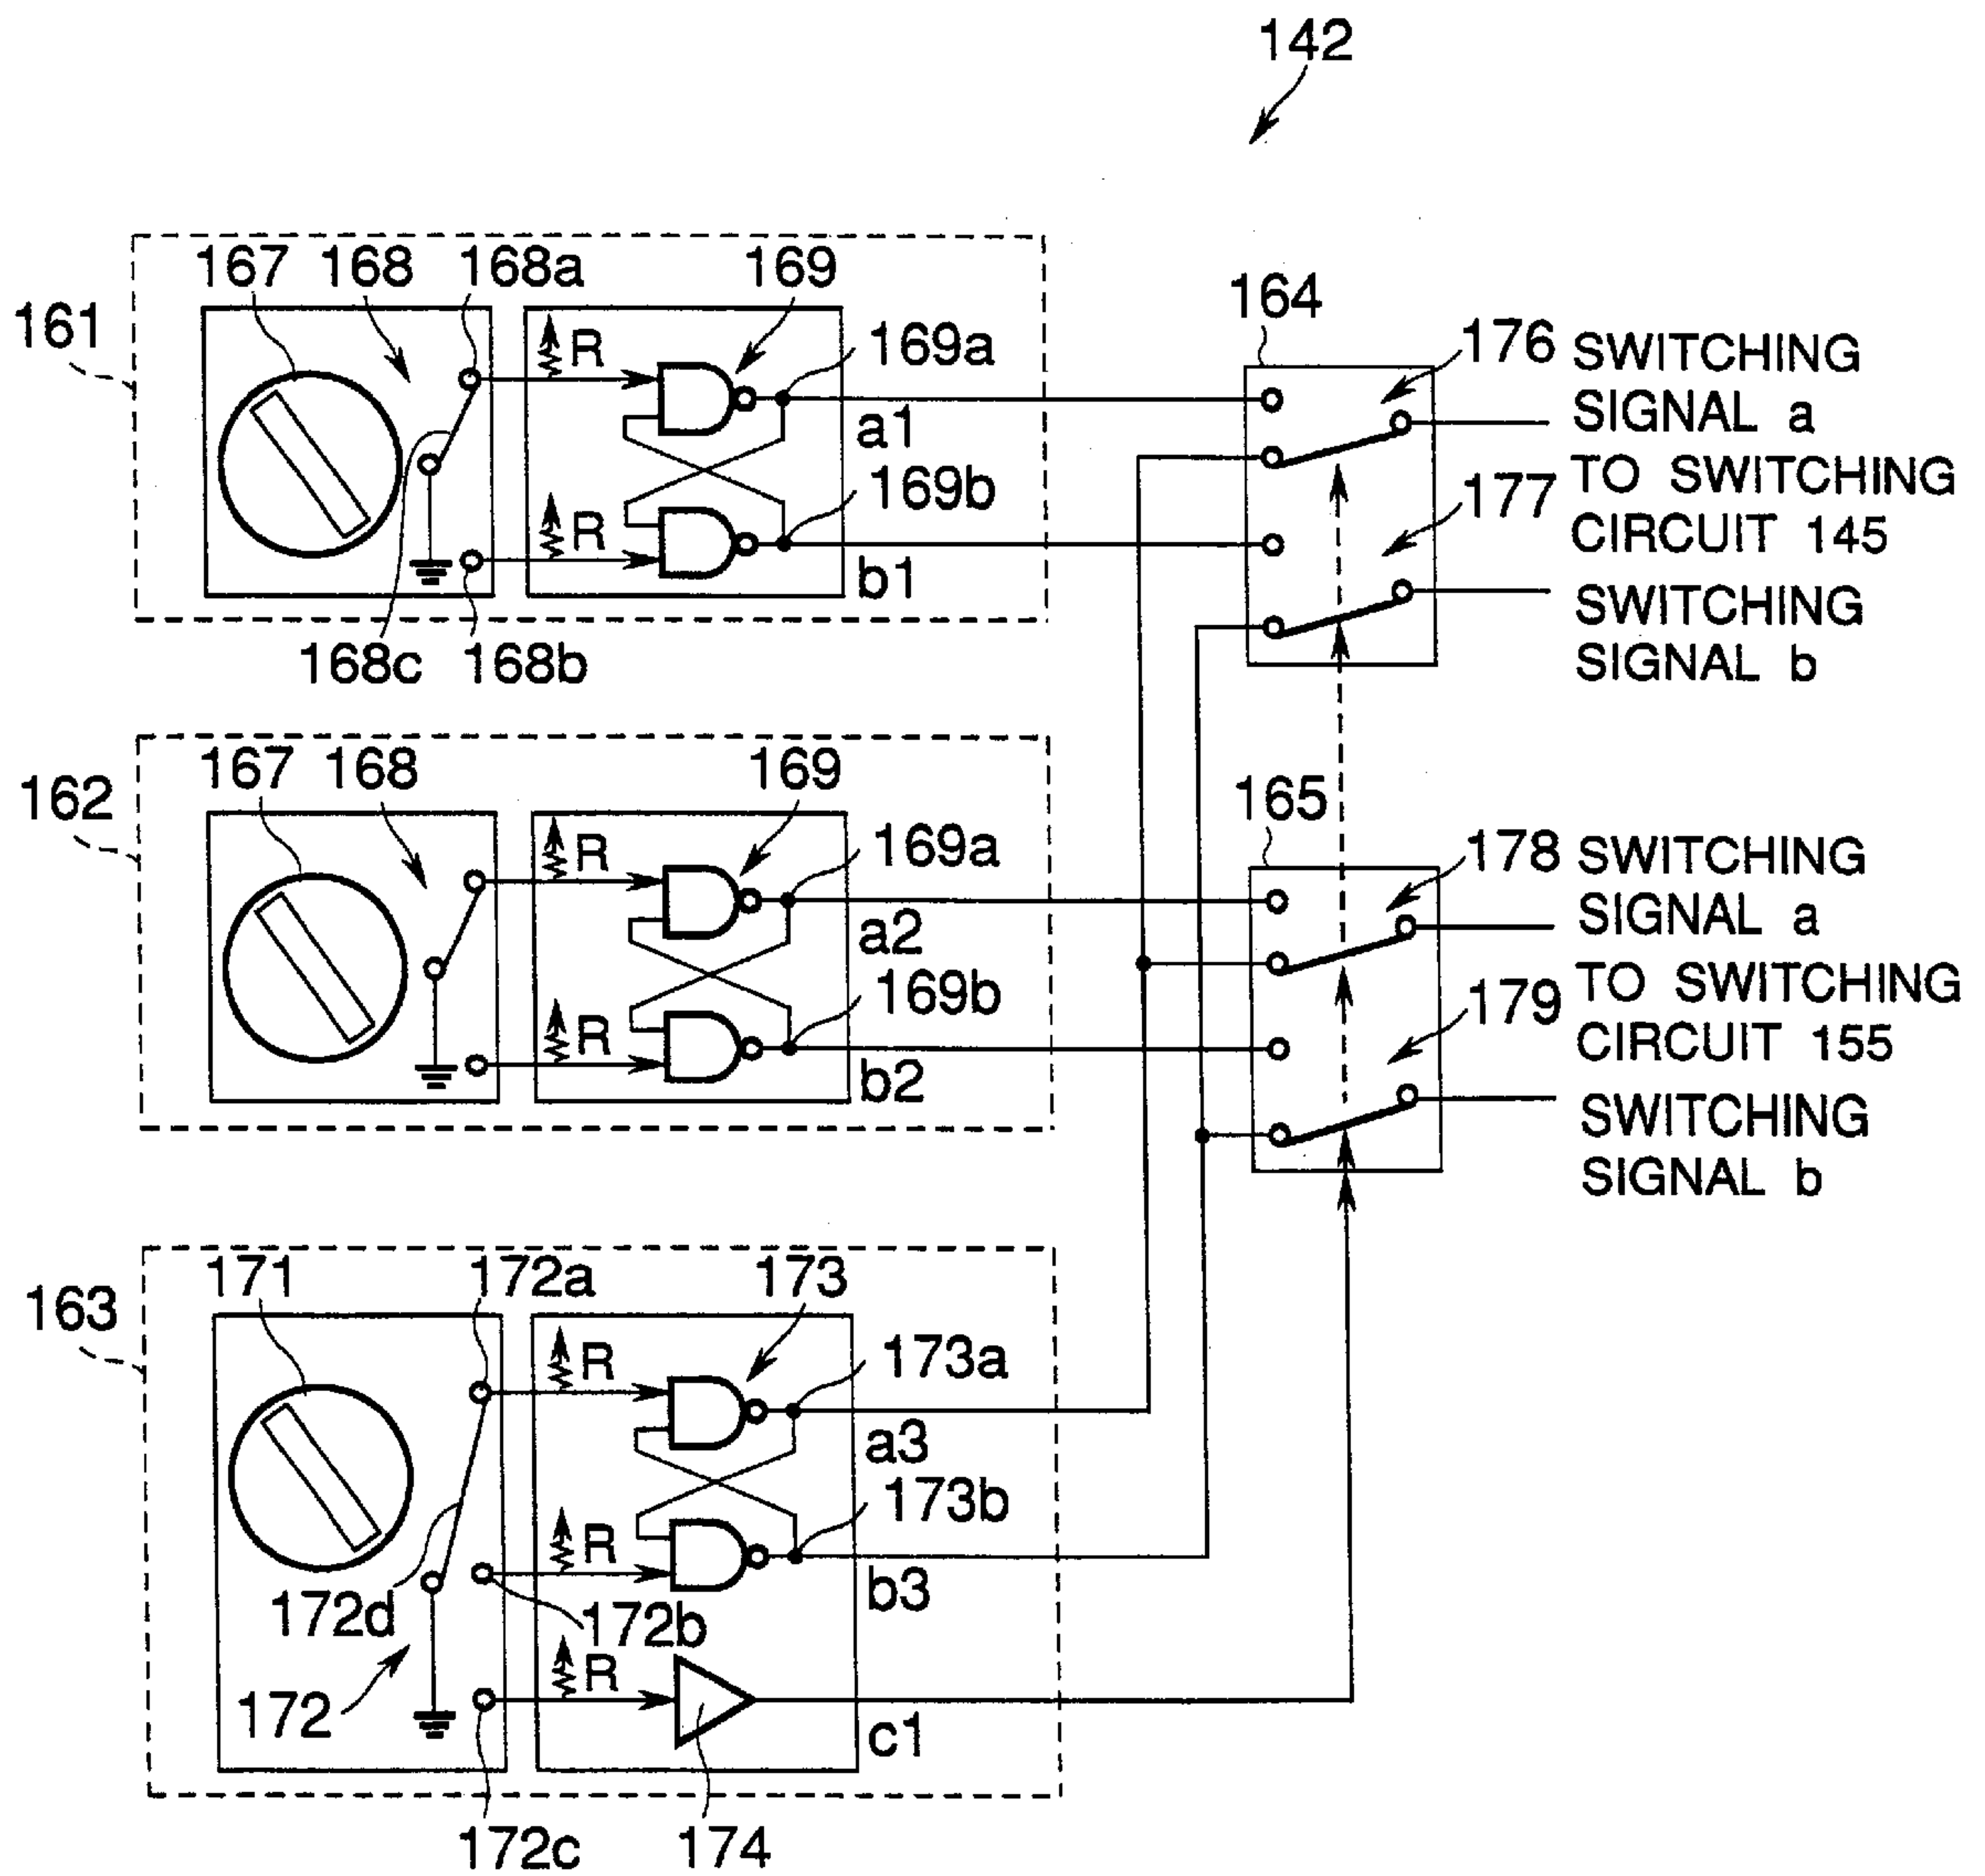 142
167 168 168a 169
161
R
169a
a1
169b
R
b1
168c 168b
164
176 SWITCHING
SIGNAL a
TO SWITCHING
177
CIRCUIT 145
SWITCHING
SIGNAL b
167 168 169
162
R
169a
a2
169b
R
b2
165
178 SWITCHING
SIGNAL a
TO SWITCHING
179
CIRCUIT 155
SWITCHING
SIGNAL b
171 172a 173
163
R
173a
a3
173b
R
b3
172d 172b
R
172
c1
172c 174